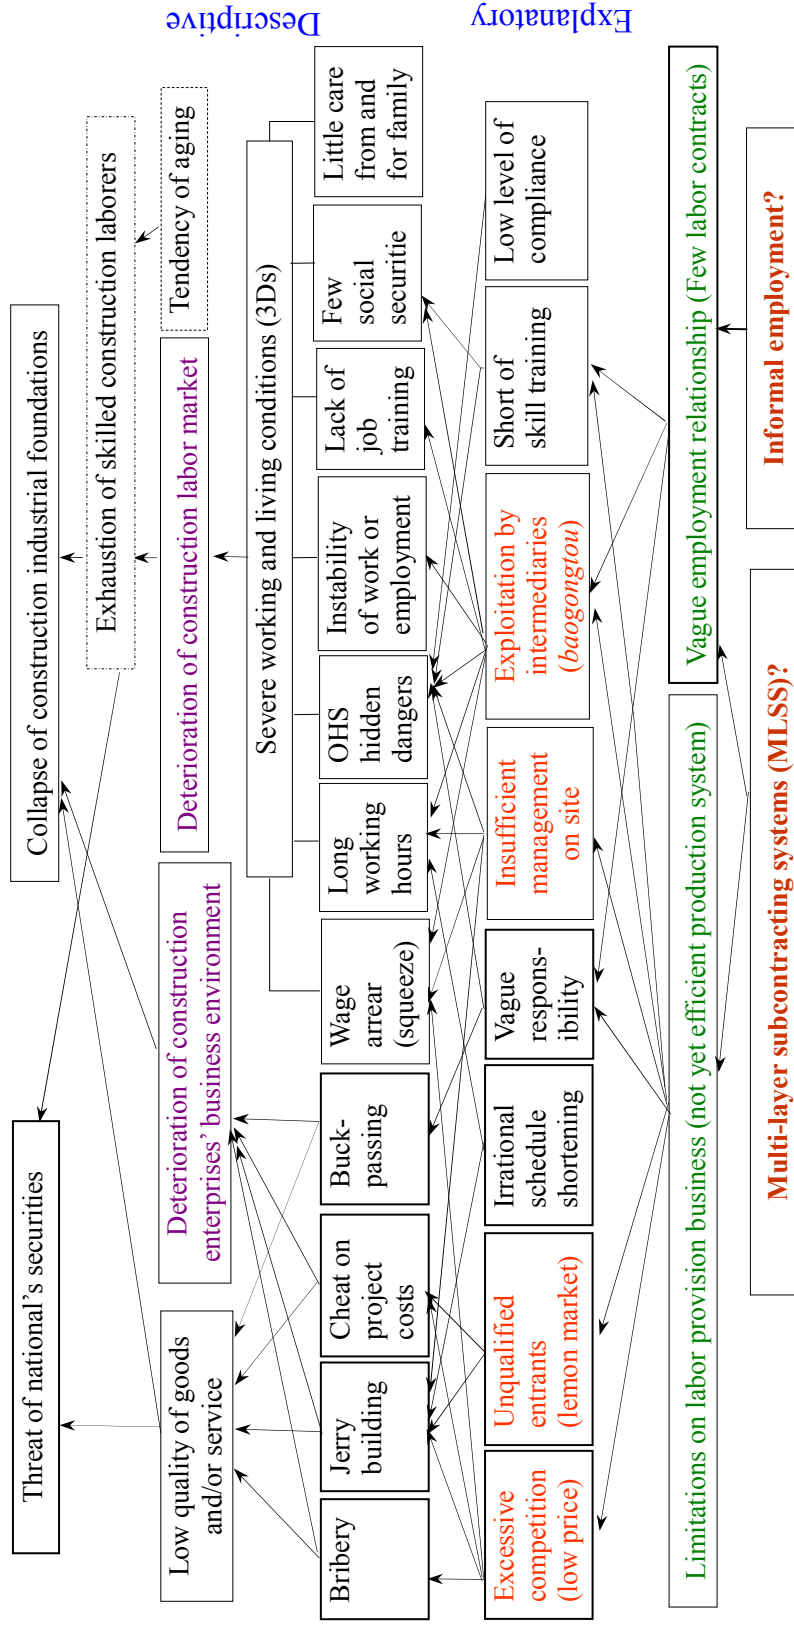 Threat of national's securities
Collapse of construction industrial foundations
Exhaustion of skilled construction laborers
Low quality of goods
and/or service
Deterioration of construction
enterprises' business environment
Deterioration of construction labor market
Tendency of aging
Severe working and living conditions (3Ds)
Bribery
Jerry
building
Cheat on
project
costs
Buck-
passing
Wage
arrear
(squeeze)
Long
working
hours
OHS
hidden
dangers
Instability
of work or
employment
Lack of
job
training
Few
social
securitie
Little care
from and
for family
Descriptive
Excessive
competition
(low price)
Unqualified
entrants
(lemon market)
Irrational
schedule
shortening
Vague
respons-
ibility
Insufficient
management
on site
Exploitation by
intermediaries
(baogongtou)
Short of
skill training
Low level of
compliance
Explanatory
Limitations on labor provision business (not yet efficient production system)
Vague employment relationship (Few labor contracts)
Multi-layer subcontracting systems (MLSS)?
Informal employment?